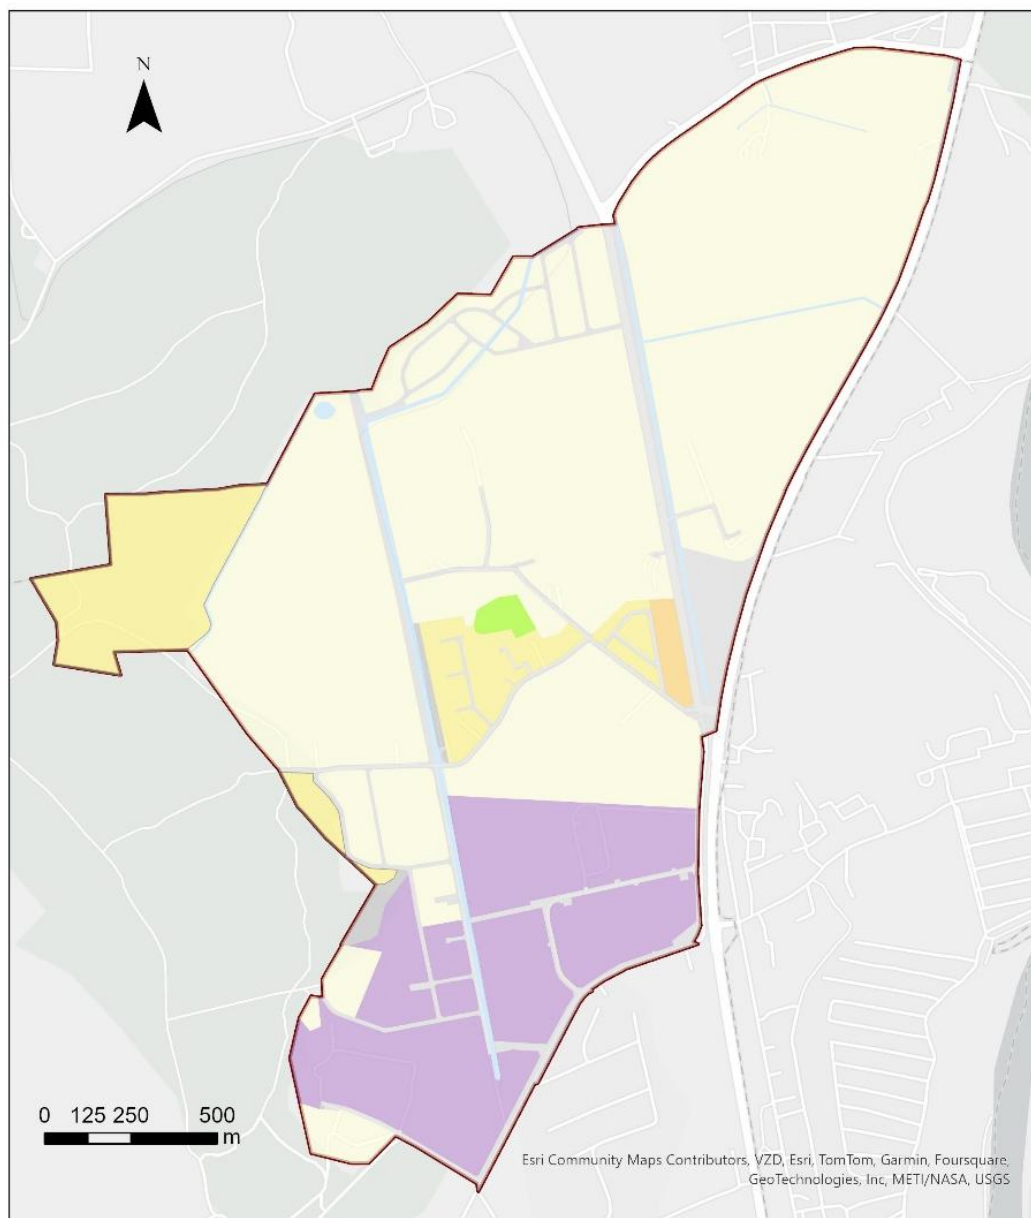 N
0 125 250 500
m
Esri Community Maps Contributors, VZD, Esri, TomTom, Garmin, Foursquare,
GeoTechnologies, Inc, METI/NASA, USGS